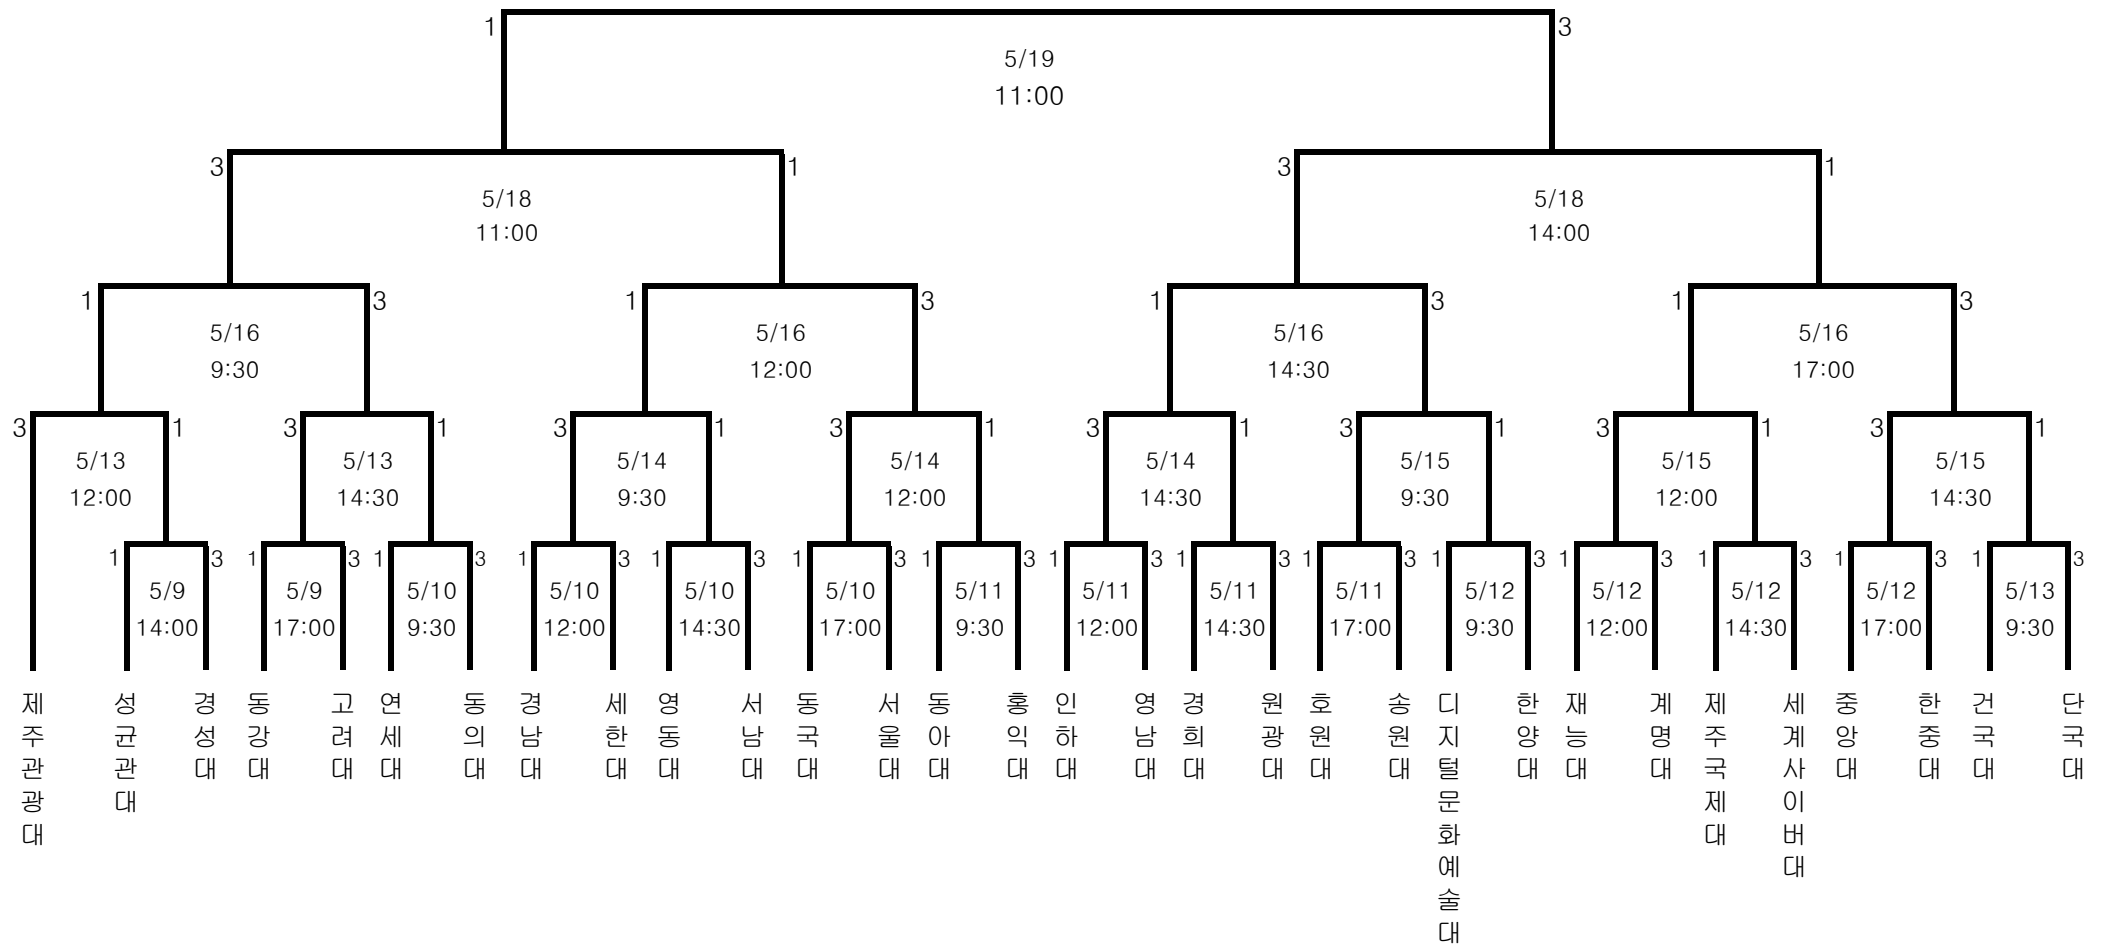 1 3
5/19
11:00
3 1 3 1
5/18 5/18
11:00 14:00
1 3 1 3 1 3 1 3
5/16 5/16 5/16 5/16
9:30 12:00 14:30 17:00
3 1 3 1 3 1 3 1 3 1 3 1 3 1 3 1
5/13 5/13 5/14 5/14 5/14 5/15 5/15 5/15
12:00 14:30 9:30 12:00 14:30 9:30 12:00 14:30
1 3 1 3 1 3 1 3 1 3 1 3 1 3 1 3 1 3 1 3 1 3 1 3 1 3 1 3 1 3
5/9 5/9 5/10 5/10 5/10 5/10 5/11 5/11 5/11 5/11 5/12 5/12 5/12 5/12 5/13
14:00 17:00 9:30 12:00 14:30 17:00 9:30 12:00 14:30 17:00 9:30 12:00 14:30 17:00 9:30
제주관광대
성균관대
경성대
동강대
고려대
연세대
동의대
경남대
세한대
영동대
서남대
동국대
서울대
동아대
홍익대
인하대
영남대
경희대
원광대
호원대
송원대
디지털문화예술대
한양대
재능대
계명대
제주국제대
세계사이버대
중앙대
한중대
건국대
단국대